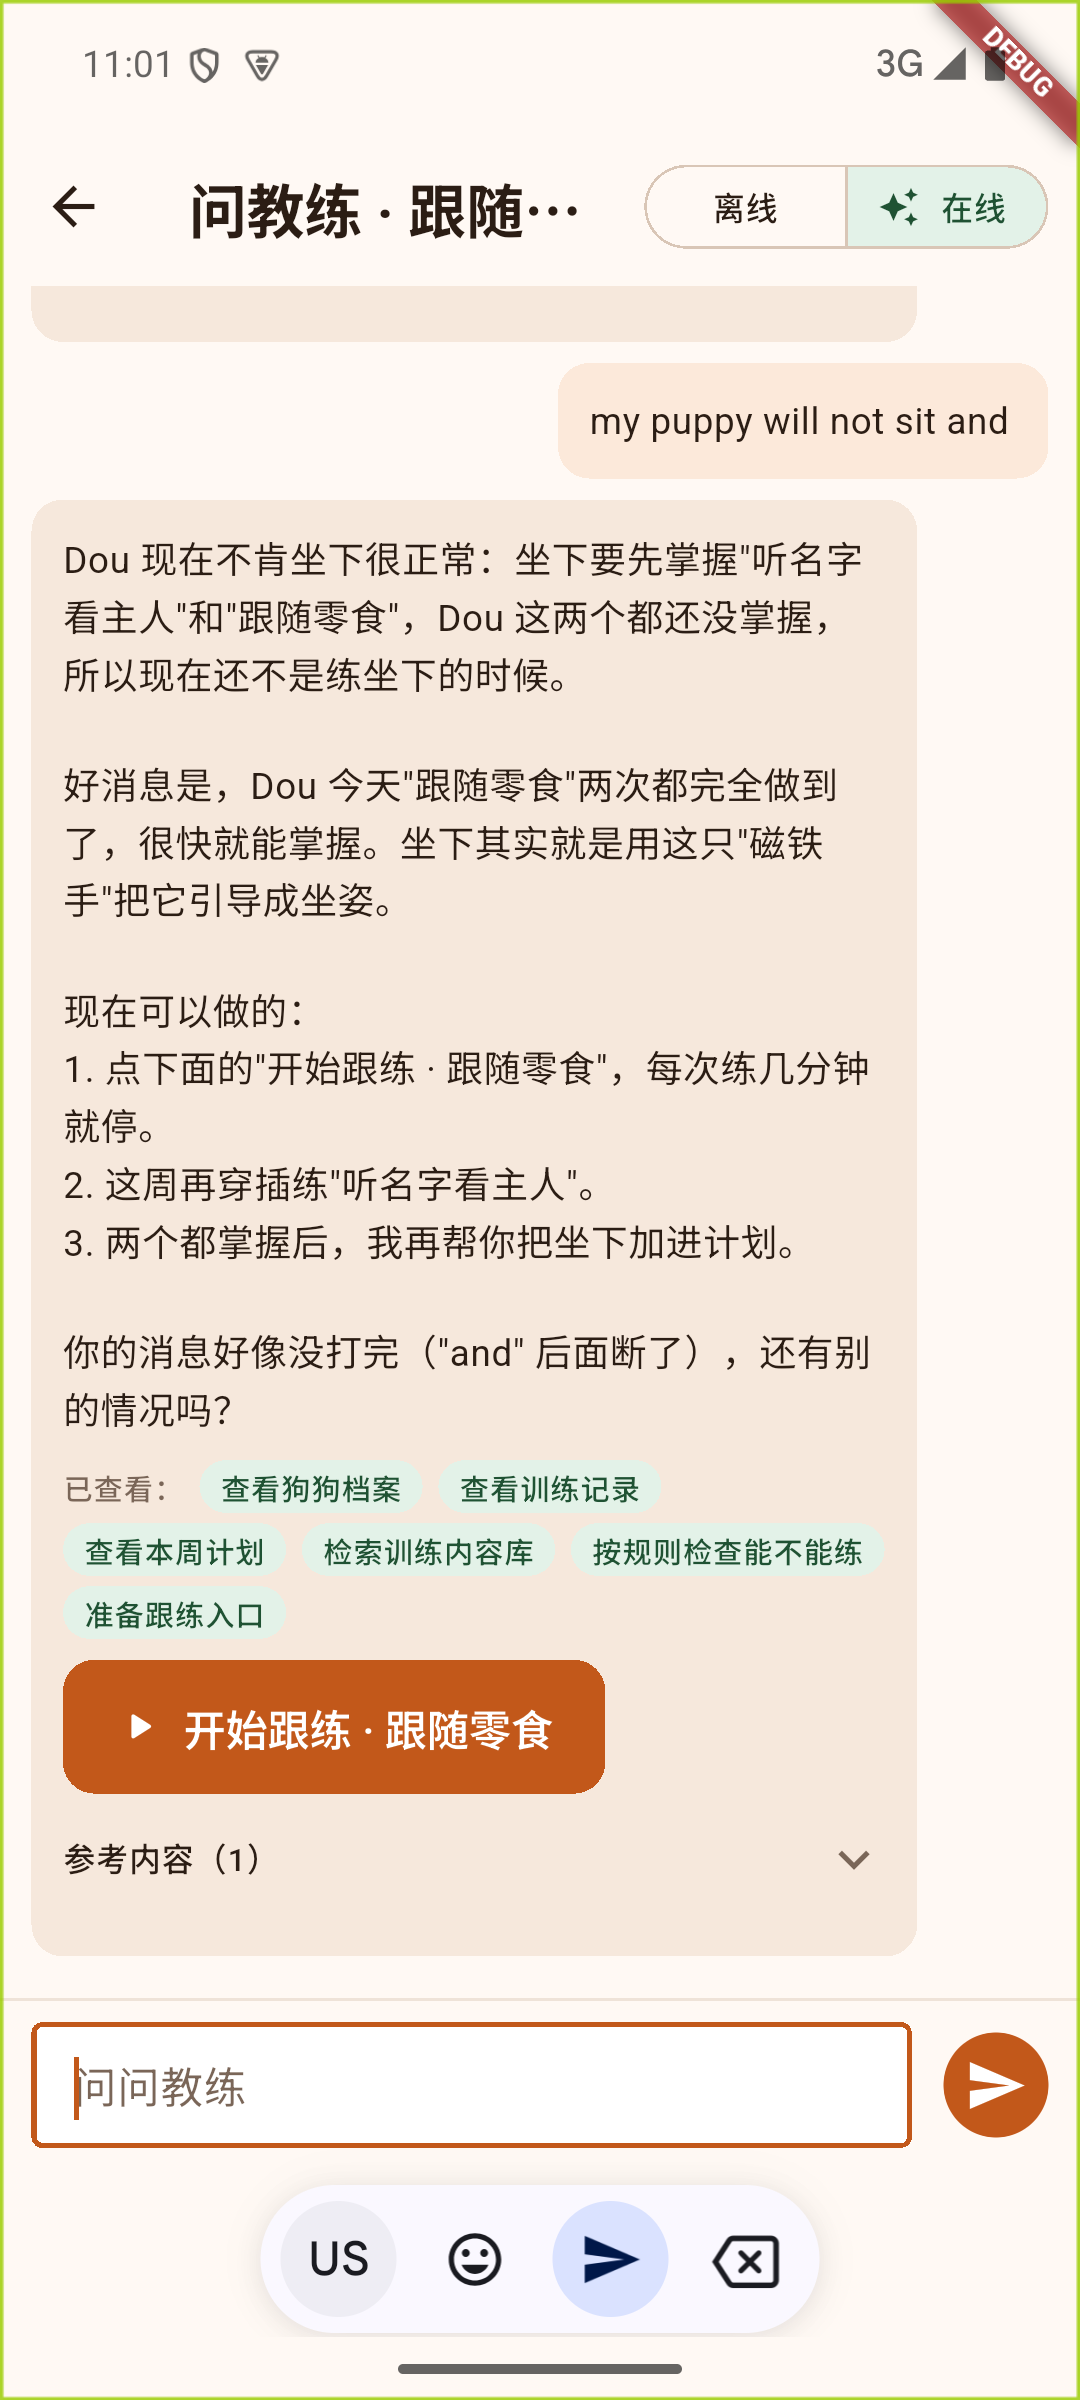 11:01
3G
DEBUG
问教练 · 跟随…
离线
在线
my puppy will not sit and
Dou 现在不肯坐下很正常：坐下要先掌握"听名字
看主人"和"跟随零食"，Dou 这两个都还没掌握，
所以现在还不是练坐下的时候。
好消息是，Dou 今天"跟随零食"两次都完全做到
了，很快就能掌握。坐下其实就是用这只"磁铁
手"把它引导成坐姿。
现在可以做的：
1. 点下面的"开始跟练 · 跟随零食"，每次练几分钟
就停。
2. 这周再穿插练"听名字看主人"。
3. 两个都掌握后，我再帮你把坐下加进计划。
你的消息好像没打完（"and" 后面断了），还有别
的情况吗？
已查看： 查看狗狗档案 查看训练记录
查看本周计划 检索训练内容库 按规则检查能不能练
准备跟练入口
开始跟练 · 跟随零食
参考内容（1）
问问教练
US